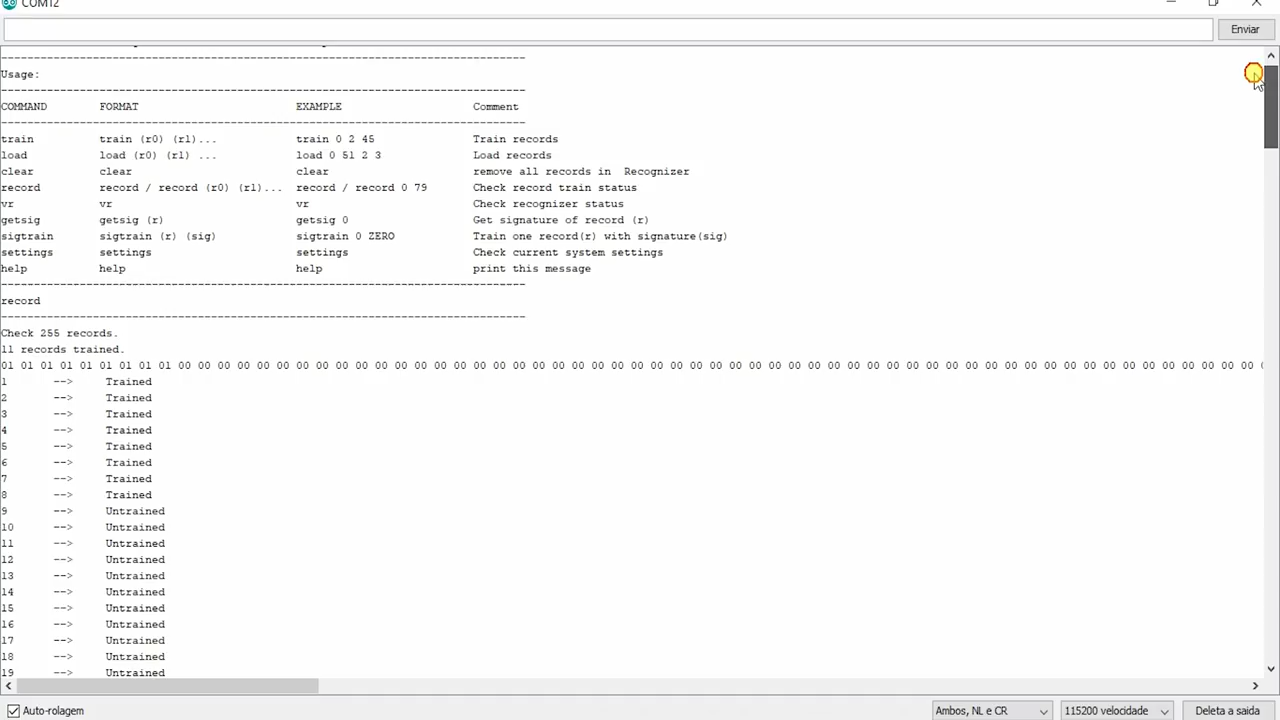 COM12
Enviar
-----------------------------------------------------------------------
Usage:
-----------------------------------------------------------------------
COMMAND FORMAT EXAMPLE Comment
-----------------------------------------------------------------------
train train (r0) (r1)... train 0 2 45 Train records
load load (r0) (r1) ... load 0 51 2 3 Load records
clear clear clear remove all records in Recognizer
record record / record (r0) (r1)... record / record 0 79 Check record train status
vr vr vr Check recognizer status
getsig getsig (r) getsig 0 Get signature of record (r)
sigtrain sigtrain (r) (sig) sigtrain 0 ZERO Train one record(r) with signature(sig)
settings settings settings Check current system settings
help help help print this message
-----------------------------------------------------------------------
record
-----------------------------------------------------------------------
Check 255 records.
11 records trained.
01 01 01 01 01 01 01 01 01 00 00 00 00 00 00 00 00 00 00 00 00 00 00 00 00 00 00 00 00 00 00 00 00 00 00 00 00 00 00 00 00 00 00 00 00 00 00 00 00 00 00 00 00 00 00 00 00 00 00 00 00 00 00 00
1 --> Trained
2 --> Trained
3 --> Trained
4 --> Trained
5 --> Trained
6 --> Trained
7 --> Trained
8 --> Trained
9 --> Untrained
10 --> Untrained
11 --> Untrained
12 --> Untrained
13 --> Untrained
14 --> Untrained
15 --> Untrained
16 --> Untrained
17 --> Untrained
18 --> Untrained
19 --> Untrained
Auto-rolagem
Ambos, NL e CR
115200 velocidade
Deleta a saida